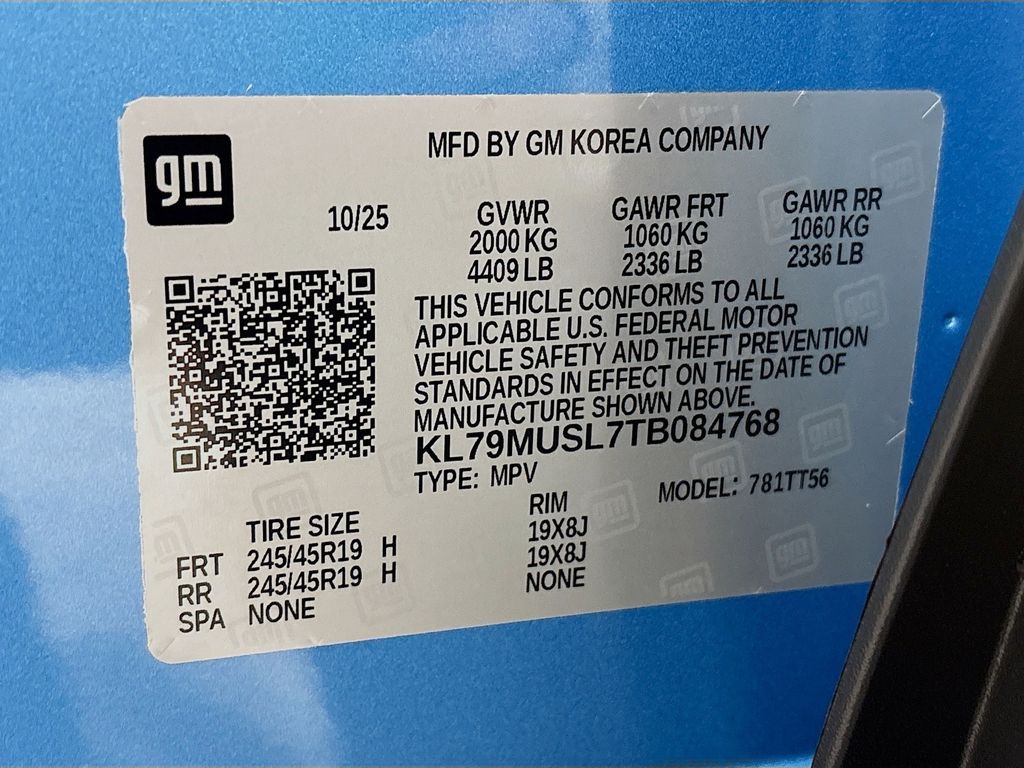 gm
MFD BY GM KOREA COMPANY
10/25
GVWR GAWR FRT GAWR RR
2000 KG 1060 KG 1060 KG
4409 LB 2336 LB 2336 LB
THIS VEHICLE CONFORMS TO ALL
APPLICABLE U.S. FEDERAL MOTOR
VEHICLE SAFETY AND THEFT PREVENTION
STANDARDS IN EFFECT ON THE DATE OF
MANUFACTURE SHOWN ABOVE.
KL79MUSL7TB084768
TYPE: MPV MODEL: 781TT56
TIRE SIZE RIM
FRT 245/45R19 H 19X8J
RR 245/45R19 H 19X8J
SPA NONE NONE